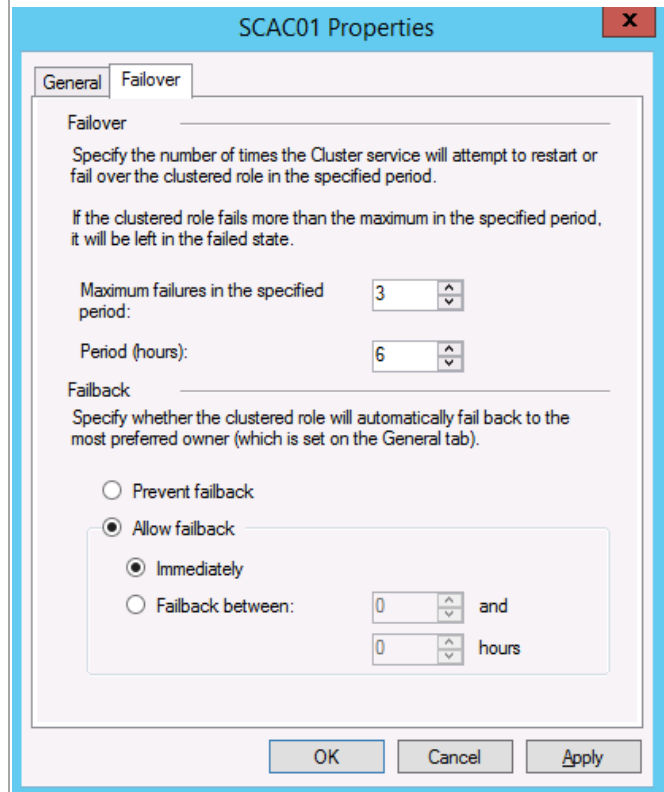 SCAC01 Properties
x
General
Failover
Failover
Specify the number of times the Cluster service will attempt to restart or
fail over the clustered role in the specified period.
If the clustered role fails more than the maximum in the specified period,
it will be left in the failed state.
Maximum failures in the specified
period:
3
Period (hours):
6
Failback
Specify whether the clustered role will automatically fail back to the
most preferred owner (which is set on the General tab).
Prevent failback
Allow failback
Immediately
Failback between:
0
and
0
hours
OK
Cancel
Apply